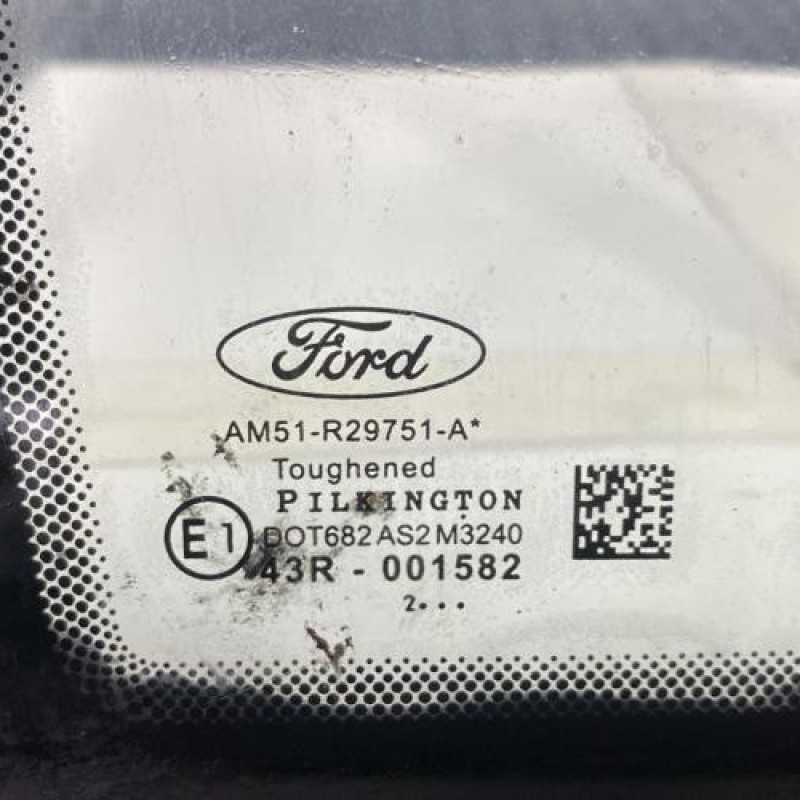 Ford
AM51-R29751-A*
Toughened
PILKINGTON
E1
DOT682 AS2 M3240
43R - 001582
2...